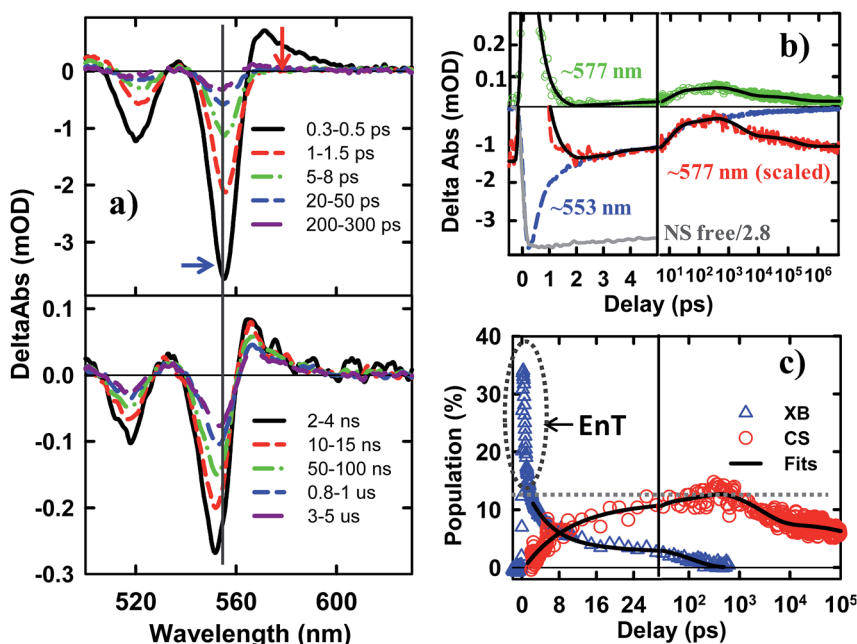 a)
DeltaAbs (mOD)
0
-1
-2
-3
0.3-0.5 ps
1-1.5 ps
5-8 ps
20-50 ps
200-300 ps
0.1
0.0
-0.1
-0.2
-0.3
2-4 ns
10-15 ns
50-100 ns
0.8-1 us
3-5 us
520 560 600
Wavelength (nm)
b)
Delta Abs (mOD)
0.2
0.1
-1
-2
-3
~577 nm
~577 nm (scaled)
~553 nm
NS free/2.8
0 1 2 3 4 10¹ 10² 10³ 10⁴ 10⁵ 10⁶
Delay (ps)
c)
Population (%)
40
30
20
10
0
EnT
XB
CS
Fits
0 8 16 24 10² 10³ 10⁴ 10⁵
Delay (ps)